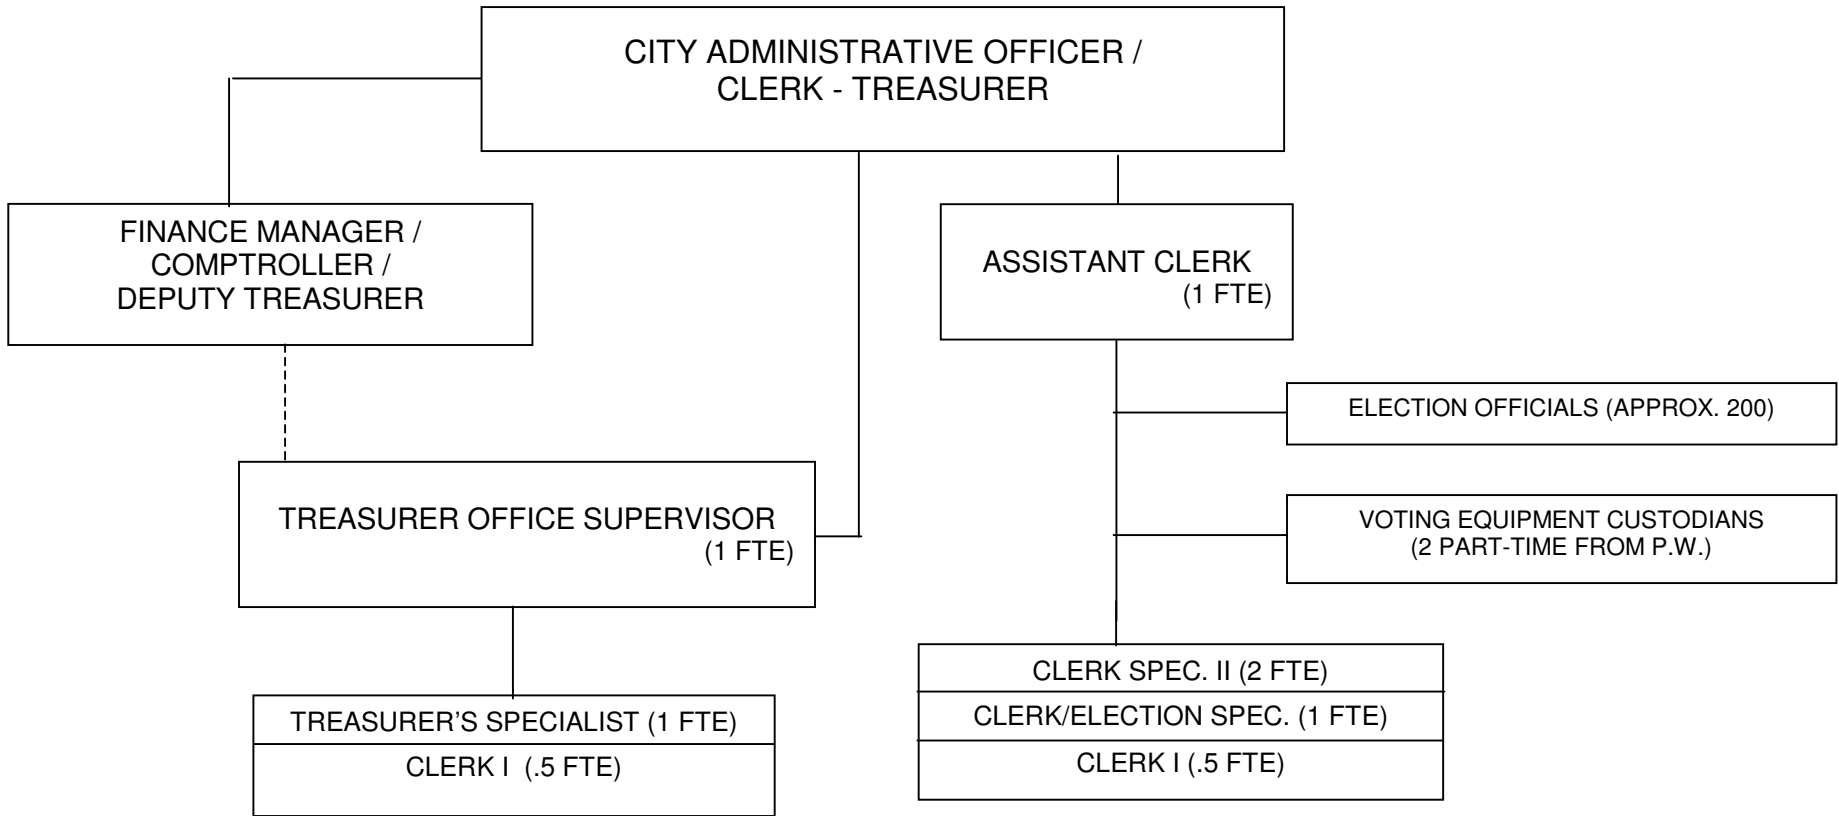 CITY ADMINISTRATIVE OFFICER /
CLERK - TREASURER
FINANCE MANAGER /
COMPTROLLER /
DEPUTY TREASURER
ASSISTANT CLERK
(1 FTE)
ELECTION OFFICIALS (APPROX. 200)
TREASURER OFFICE SUPERVISOR
(1 FTE)
VOTING EQUIPMENT CUSTODIANS
(2 PART-TIME FROM P.W.)
TREASURER’S SPECIALIST (1 FTE)
CLERK I (.5 FTE)
CLERK SPEC. II (2 FTE)
CLERK/ELECTION SPEC. (1 FTE)
CLERK I (.5 FTE)